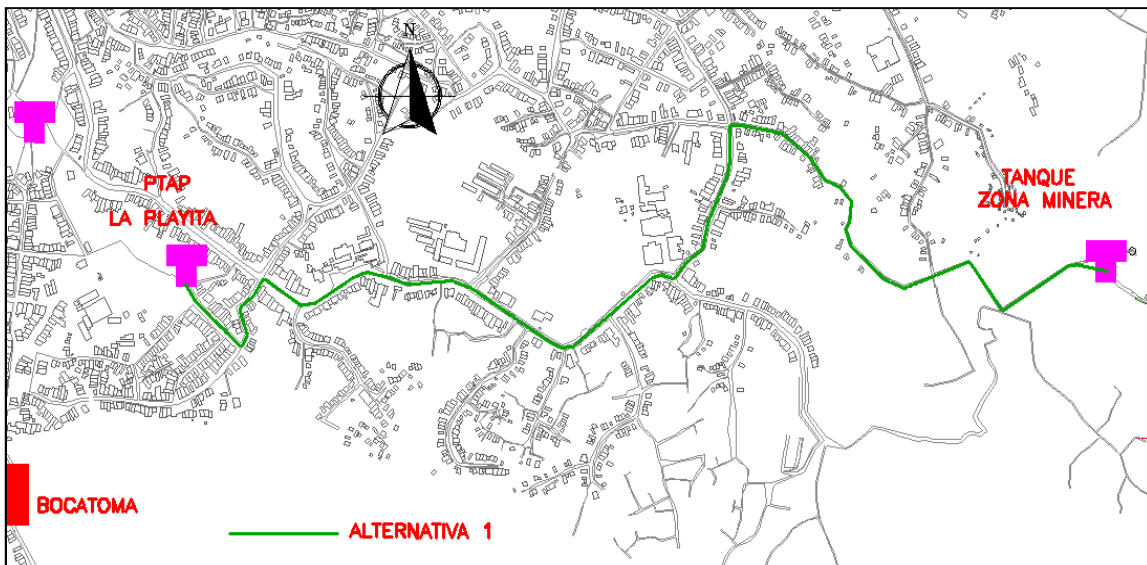 N
PTAP
LA PLAYITA
TANQUE
ZONA MINERA
BOCATOMA
ALTERNATIVA 1